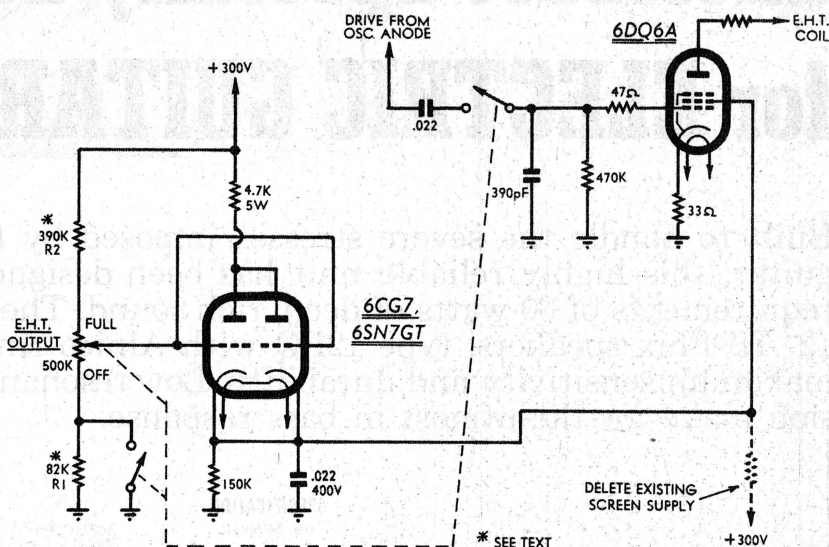 DRIVE FROM
OSC. ANODE
6DQ6A
E.H.T.
COIL
+300V
.022
47Ω
4.7K
5W
390pF
470K
33Ω
*
390K
R2
6CG7,
6SN7GT
E.H.T.
OUTPUT
FULL
500K
OFF
*
82K
R1
150K
.022
400V
DELETE EXISTING
SCREEN SUPPLY
* SEE TEXT
+300V